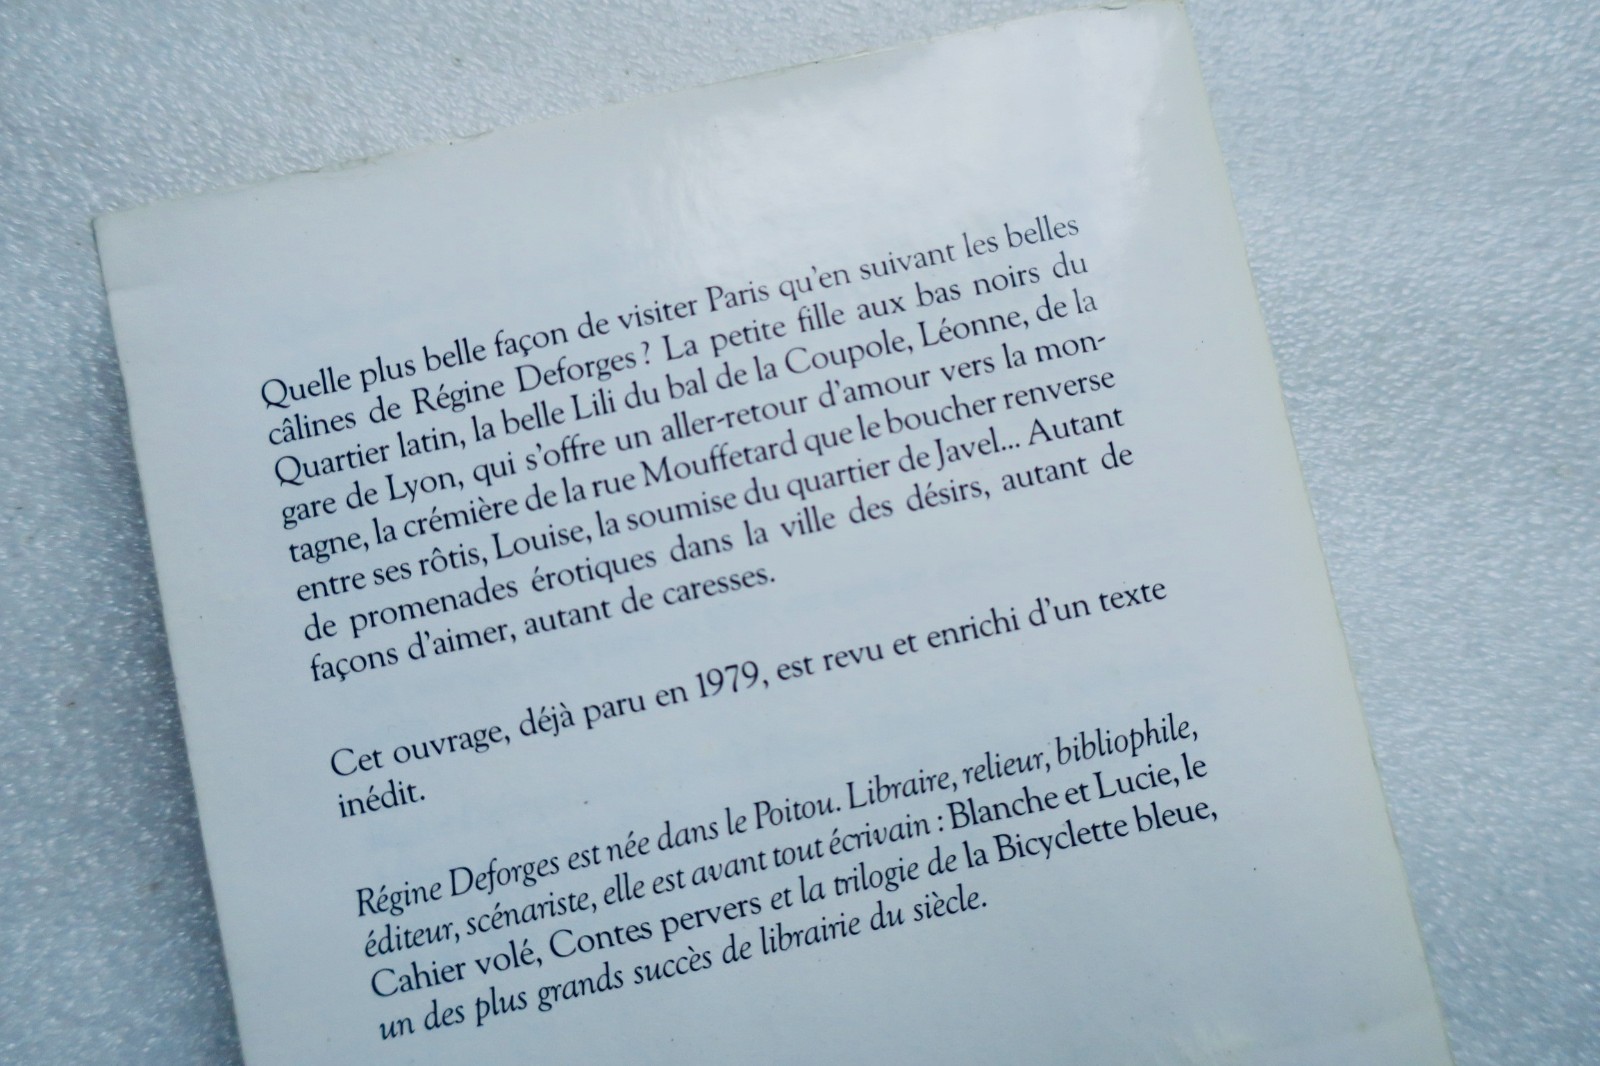 Quelle plus belle façon de visiter Paris qu'en suivant les belles
câlines de Régine Deforges ? La petite fille aux bas noirs du
Quartier latin, la belle Lili du bal de la Coupole, Léonne, de la
gare de Lyon, qui s'offre un aller-retour d'amour vers la mon-
tagne, la crémière de la rue Mouffetard que le boucher renverse
entre ses rôtis, Louise, la soumise du quartier de Javel... Autant
de promenades érotiques dans la ville des désirs, autant de
façons d'aimer, autant de caresses.
Cet ouvrage, déjà paru en 1979, est revu et enrichi d'un texte
inédit.
Régine Deforges est née dans le Poitou. Libraire, relieur, bibliophile,
éditeur, scénariste, elle est avant tout écrivain : Blanche et Lucie, le
Cahier volé, Contes pervers et la trilogie de la Bicyclette bleue,
un des plus grands succès de librairie du siècle.